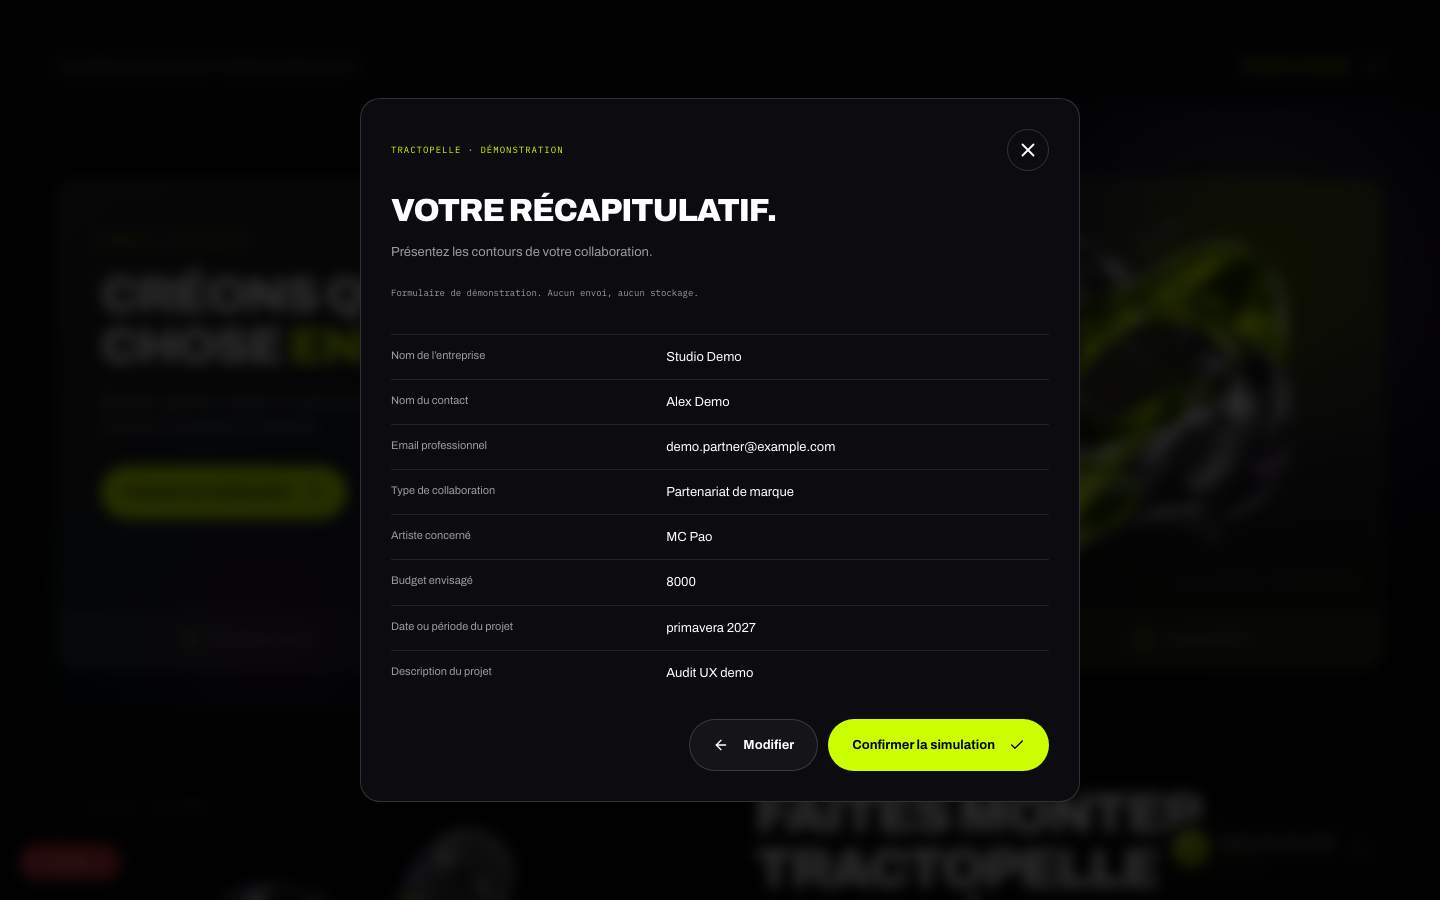 TRACTOPELLE · DÉMONSTRATION
VOTRE RÉCAPITULATIF.
Présentez les contours de votre collaboration.
Formulaire de démonstration. Aucun envoi, aucun stockage.
Nom de l'entreprise Studio Demo
Nom du contact Alex Demo
Email professionnel demo.partner@example.com
Type de collaboration Partenariat de marque
Artiste concerné MC Pao
Budget envisagé 8000
Date ou période du projet primavera 2027
Description du projet Audit UX demo
Modifier Confirmer la simulation
CRÉONS
CHOSE
FAITES MONTER
TRACTOPELLE